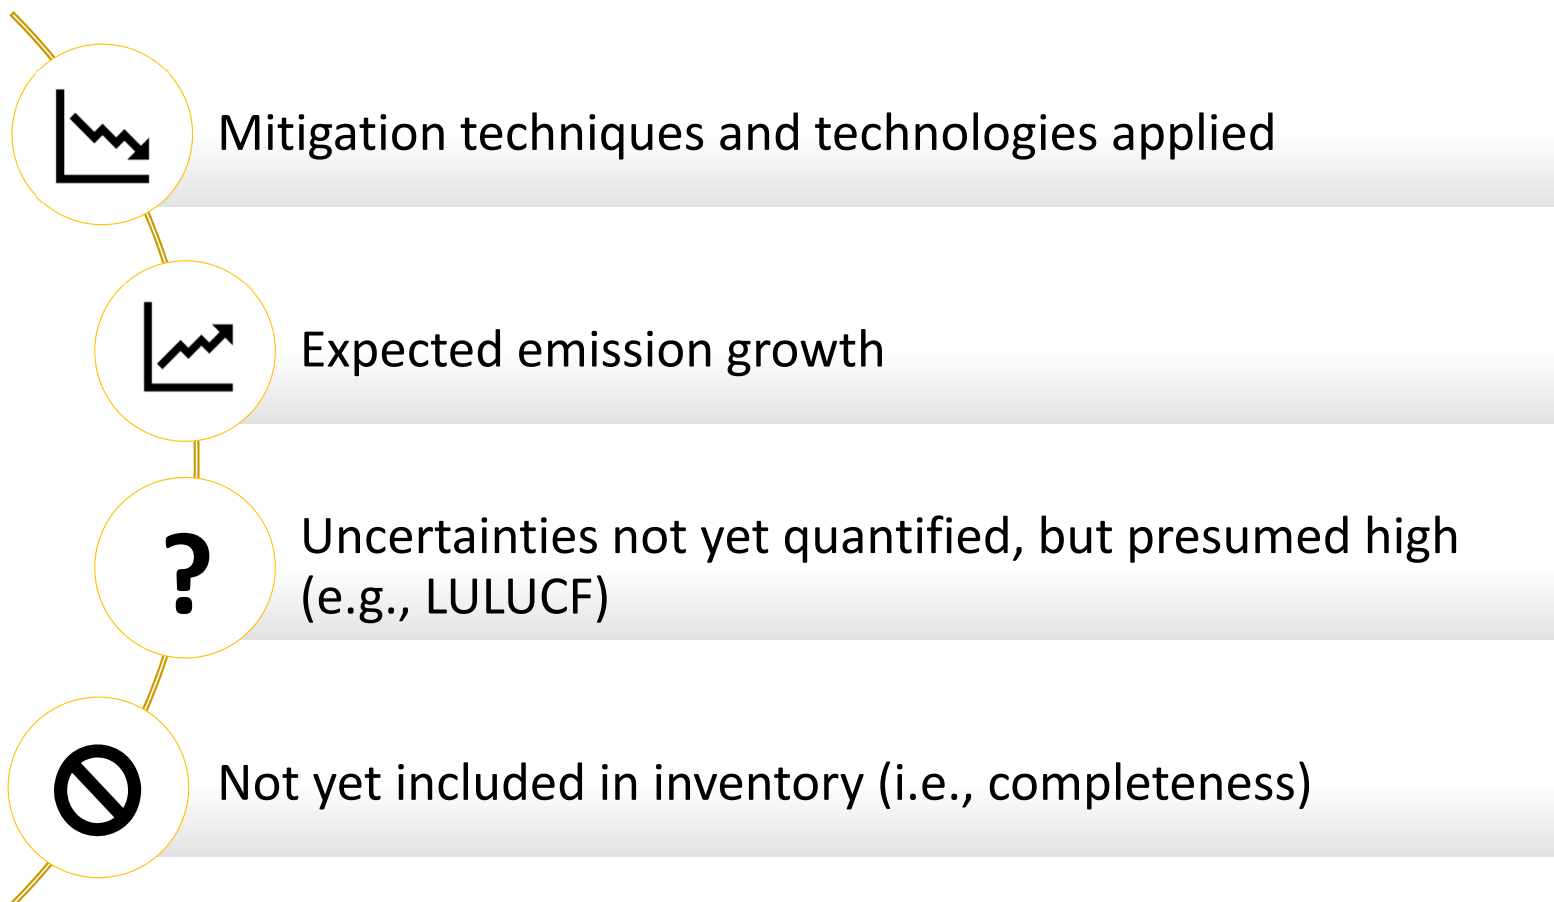 Mitigation techniques and technologies applied
Expected emission growth
?
Uncertainties not yet quantified, but presumed high
(e.g., LULUCF)
Not yet included in inventory (i.e., completeness)